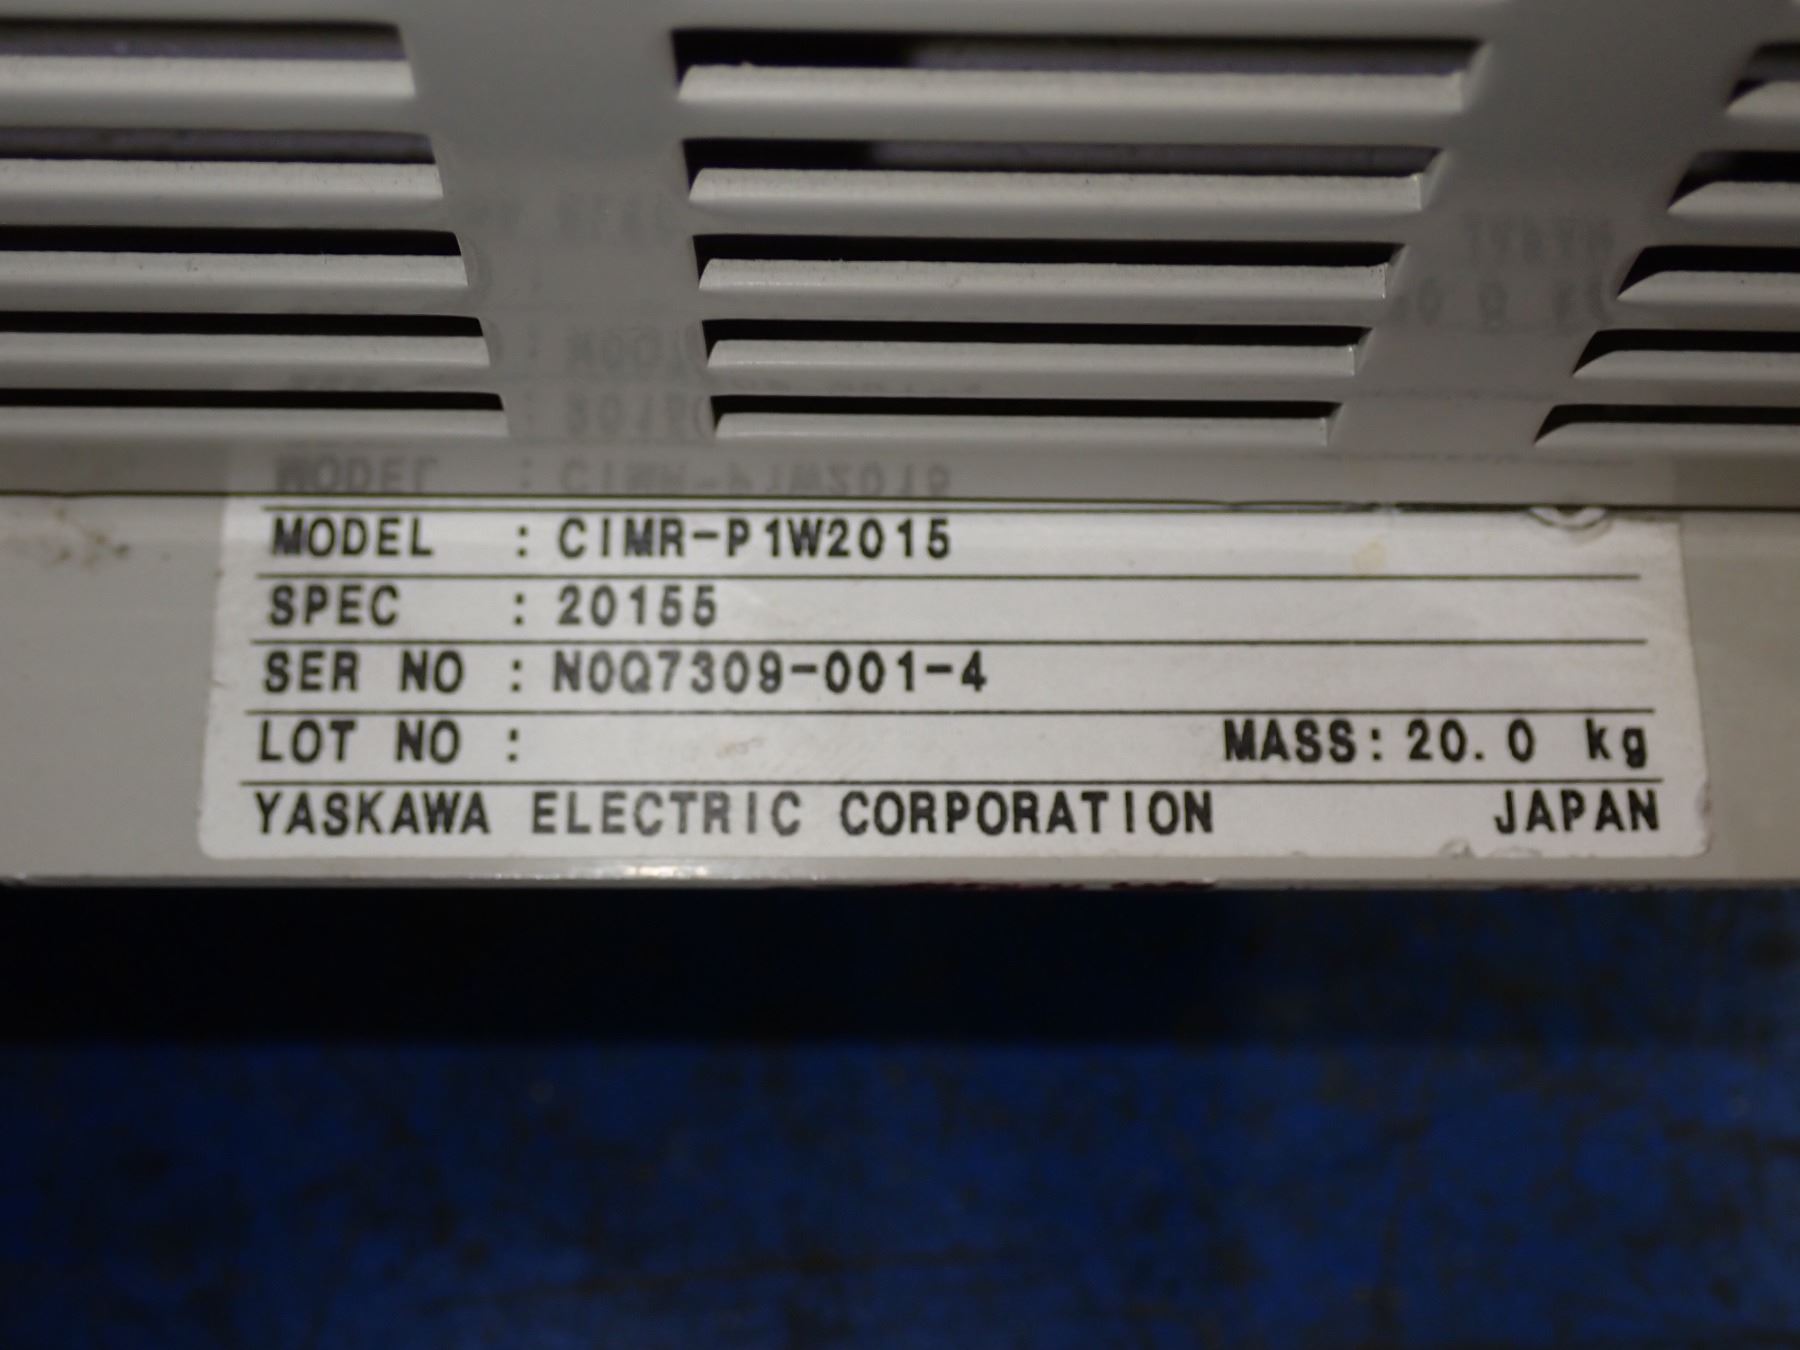 MODEL : CIMR-P1W2015
SPEC : 20155
SER NO : N0Q7309-001-4
LOT NO : MASS: 20.0 kg
YASKAWA ELECTRIC CORPORATION JAPAN